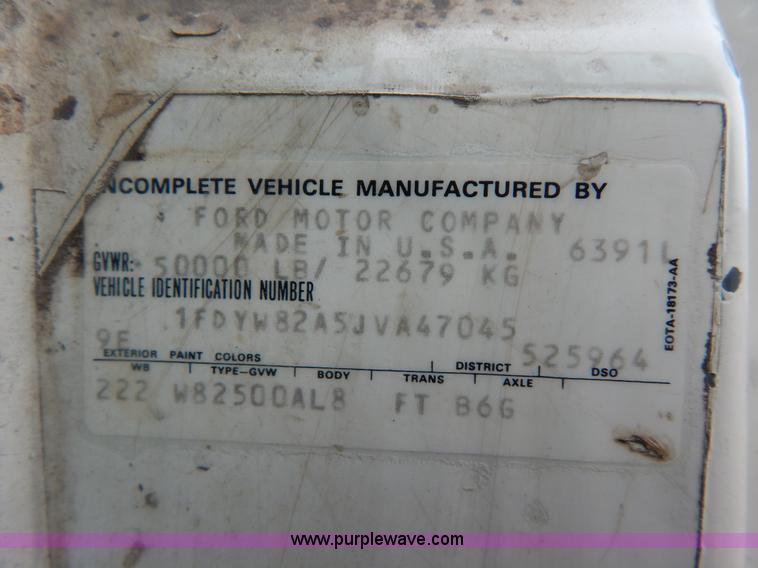 INCOMPLETE VEHICLE MANUFACTURED BY
FORD MOTOR COMPANY
MADE IN U.S.A. 6391L
GVWR: 50000 LB/ 22679 KG
VEHICLE IDENTIFICATION NUMBER
1FDYW82A5JVA47045
9E 525964
EXTERIOR PAINT COLORS DISTRICT DSO
WB TYPE-GVW BODY TRANS AXLE
222 W82500AL8 FT B6G
EOTA-18173-AA
www.purplewave.com